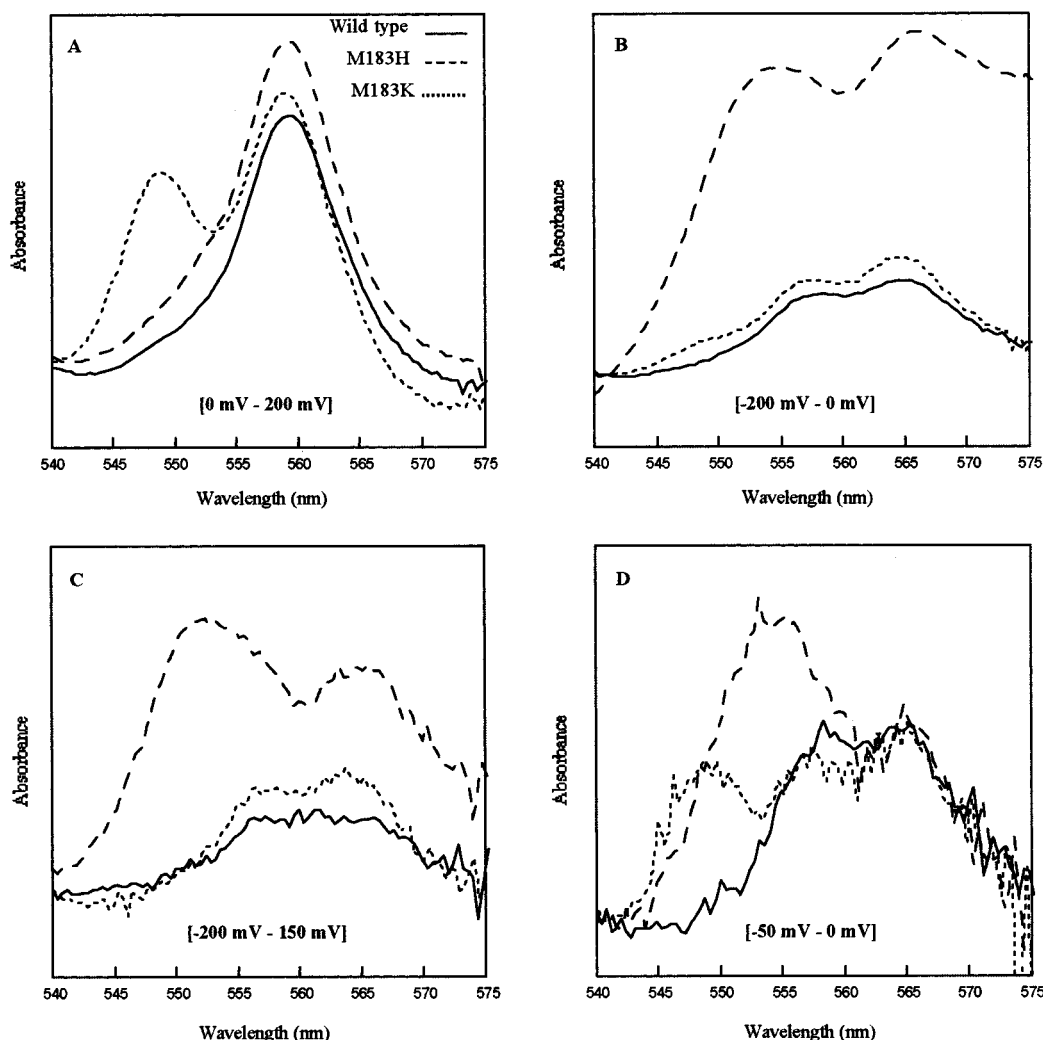 A
Wild type
M183H
M183K
Absorbance
[0 mV - 200 mV]
540 545 550 555 560 565 570 575
Wavelength (nm)
B
Absorbance
[-200 mV - 0 mV]
540 545 550 555 560 565 570 575
Wavelength (nm)
C
Absorbance
[-200 mV - 150 mV]
540 545 550 555 560 565 570 575
Wavelength (nm)
D
Absorbance
[-50 mV - 0 mV]
540 545 550 555 560 565 570 575
Wavelength (nm)